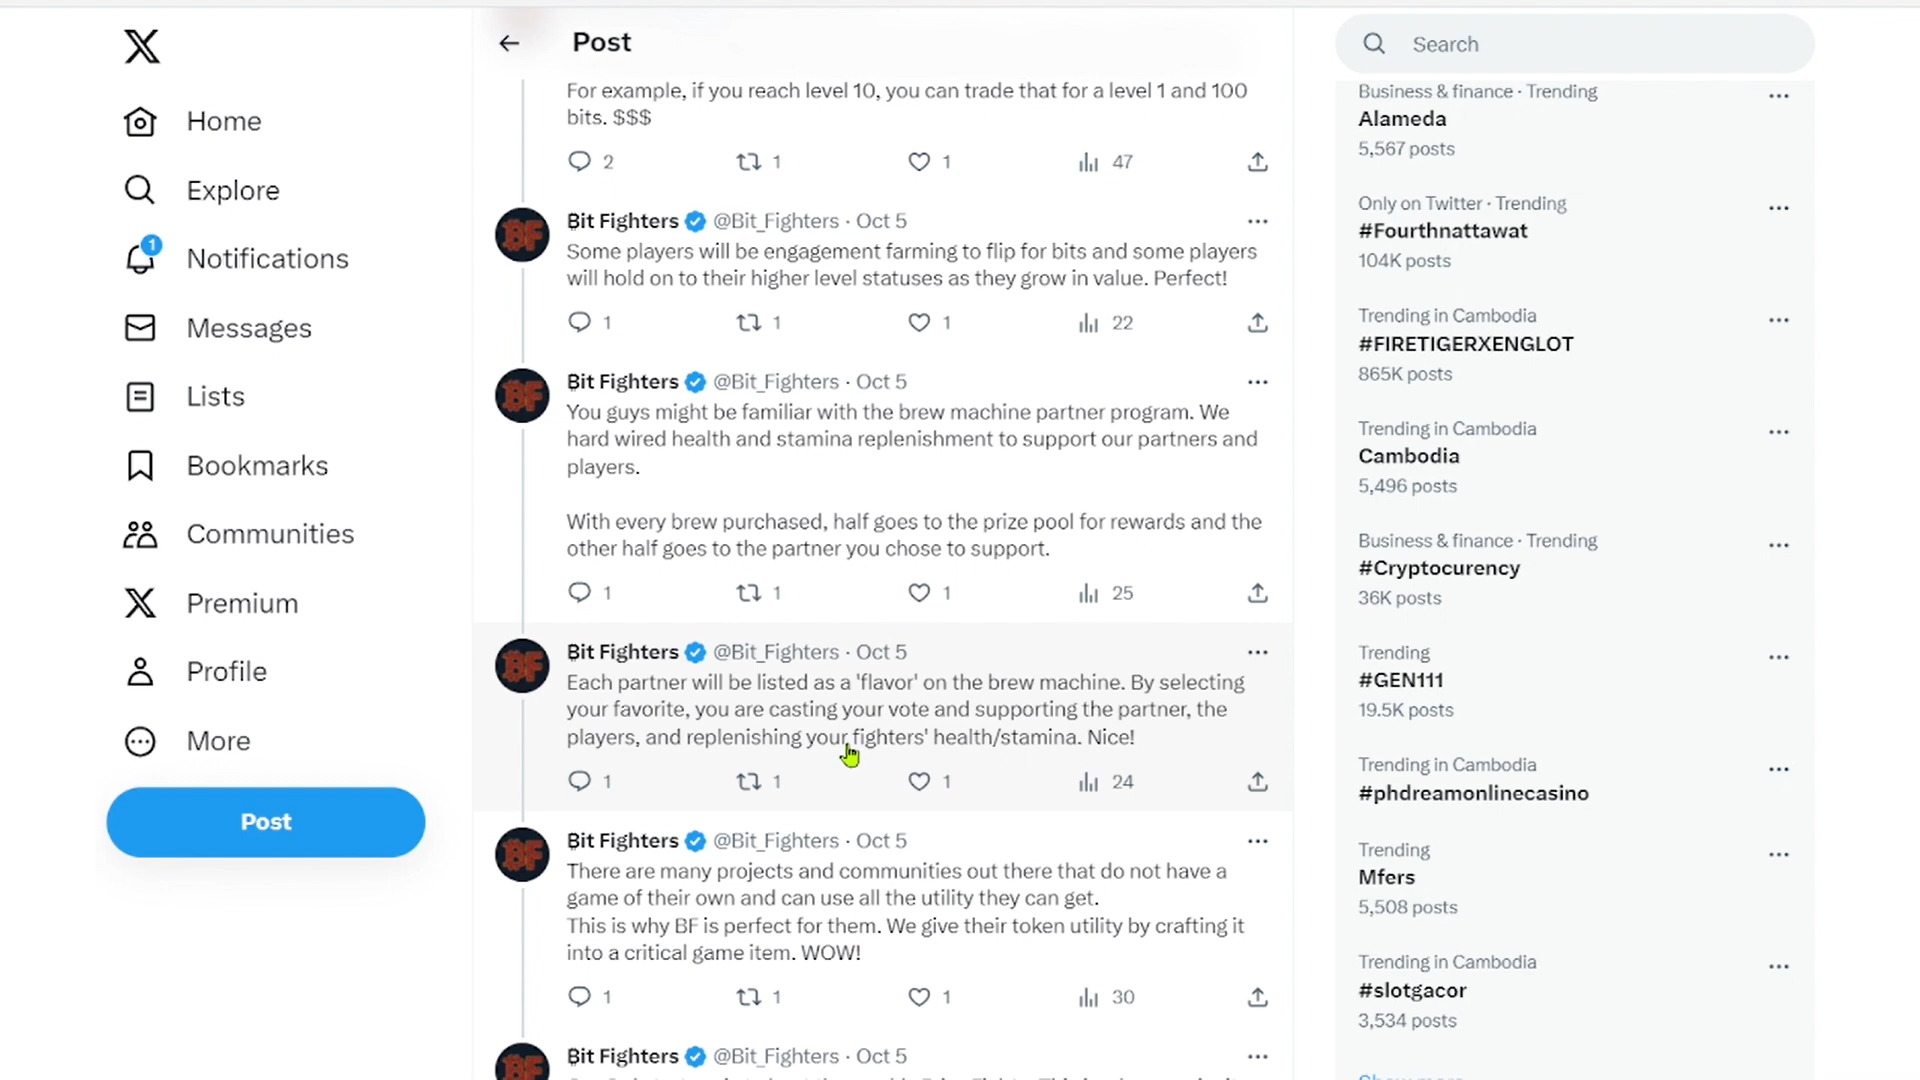 Home
Explore
1
Notifications
Messages
Lists
Bookmarks
Communities
Premium
Profile
More
Post
Post
For example, if you reach level 10, you can trade that for a level 1 and 100
bits. $$$
2 1 1 47
BF
Bit Fighters @Bit_Fighters · Oct 5
Some players will be engagement farming to flip for bits and some players
will hold on to their higher level statuses as they grow in value. Perfect!
1 1 1 22
BF
Bit Fighters @Bit_Fighters · Oct 5
You guys might be familiar with the brew machine partner program. We
hard wired health and stamina replenishment to support our partners and
players.
With every brew purchased, half goes to the prize pool for rewards and the
other half goes to the partner you chose to support.
1 1 1 25
BF
Bit Fighters @Bit_Fighters · Oct 5
Each partner will be listed as a 'flavor' on the brew machine. By selecting
your favorite, you are casting your vote and supporting the partner, the
players, and replenishing your fighters' health/stamina. Nice!
1 1 1 24
BF
Bit Fighters @Bit_Fighters · Oct 5
There are many projects and communities out there that do not have a
game of their own and can use all the utility they can get.
This is why BF is perfect for them. We give their token utility by crafting it
into a critical game item. WOW!
1 1 1 30
BF
Bit Fighters @Bit_Fighters · Oct 5
Search
Business & finance · Trending
Alameda
5,567 posts
Only on Twitter · Trending
#Fourthnattawat
104K posts
Trending in Cambodia
#FIRETIGERXENGLOT
865K posts
Trending in Cambodia
Cambodia
5,496 posts
Business & finance · Trending
#Cryptocurency
36K posts
Trending
#GEN111
19.5K posts
Trending in Cambodia
#phdreamonlinecasino
Trending
Mfers
5,508 posts
Trending in Cambodia
#slotgacor
3,534 posts